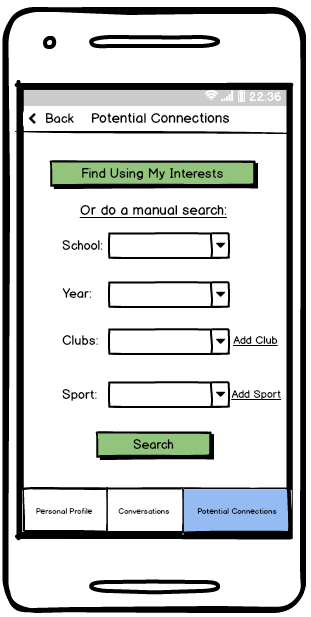 22:36
< Back Potential Connections
Find Using My Interests
Or do a manual search:
School:
Year:
Clubs: Add Club
Sport: Add Sport
Search
Personal Profile Conversations Potential Connections